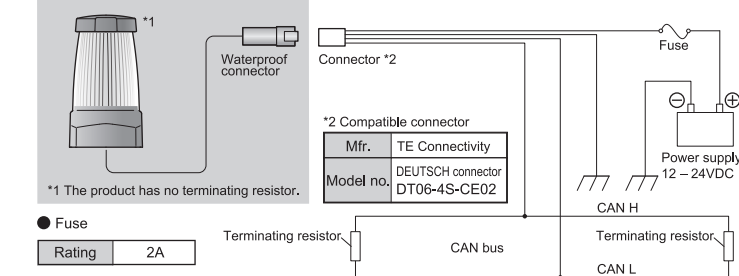 *1
Waterproof
connector
Connector *2
Fuse
⊖ ⊕
Power supply
12 – 24VDC
*2 Compatible connector
Mfr. TE Connectivity
Model no. DEUTSCH connector
DT06-4S-CE02
*1 The product has no terminating resistor.
● Fuse
Rating 2A
CAN H
Terminating resistor
CAN bus
Terminating resistor
CAN L